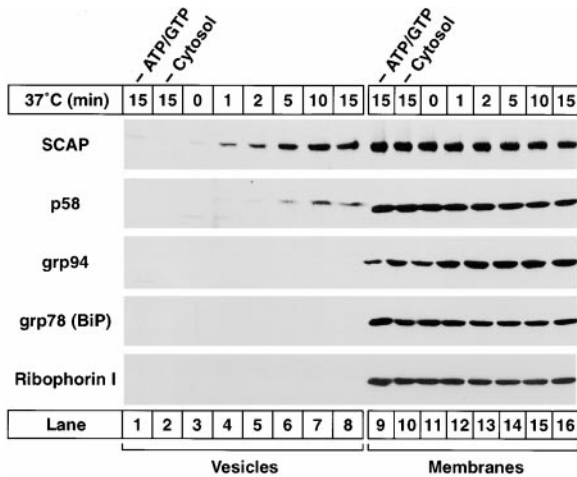 – ATP/GTP – Cytosol – ATP/GTP – Cytosol
37˚C (min) 15 15 0 1 2 5 10 15 15 15 0 1 2 5 10 15
SCAP
p58
grp94
grp78 (BiP)
Ribophorin I
Lane 1 2 3 4 5 6 7 8 9 10 11 12 13 14 15 16
Vesicles Membranes